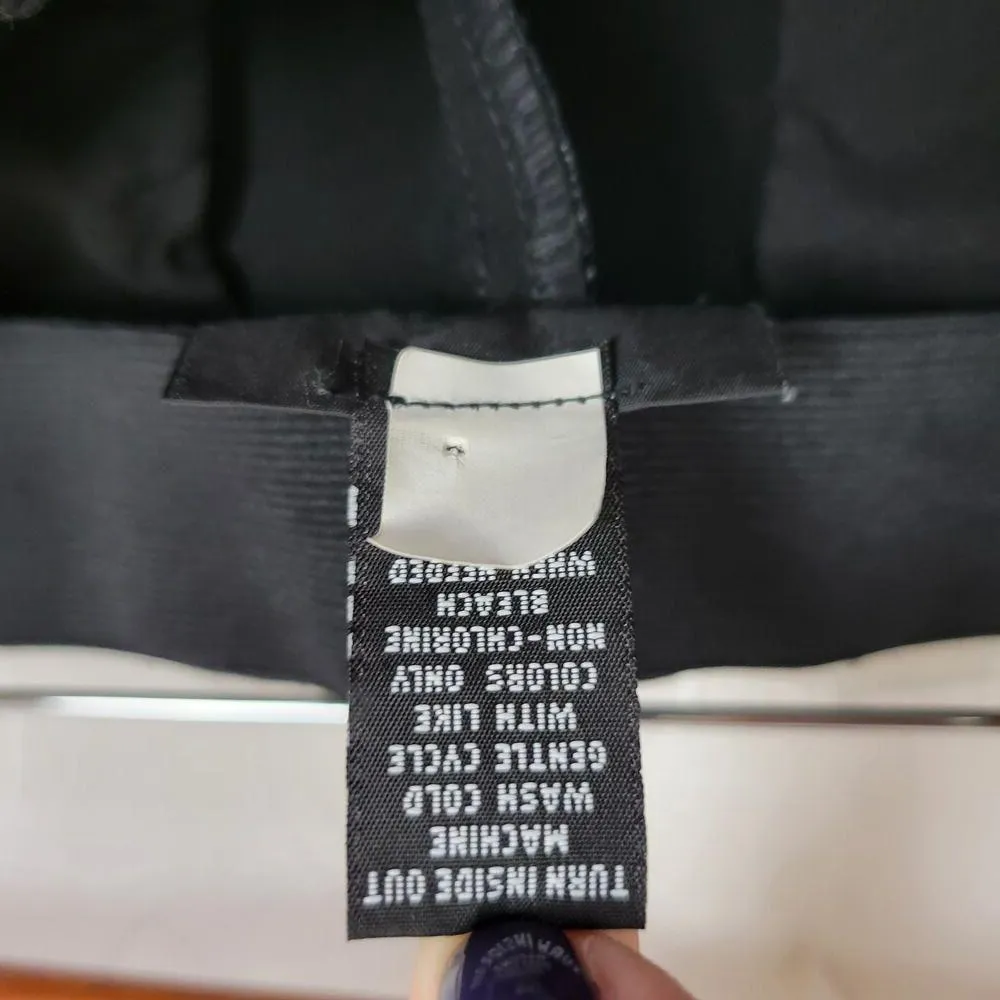 TURN INSIDE OUT
MACHINE
WASH COLD
GENTLE CYCLE
WITH LIKE
COLORS ONLY
NON-CHLORINE
BLEACH
WHEN NEEDED